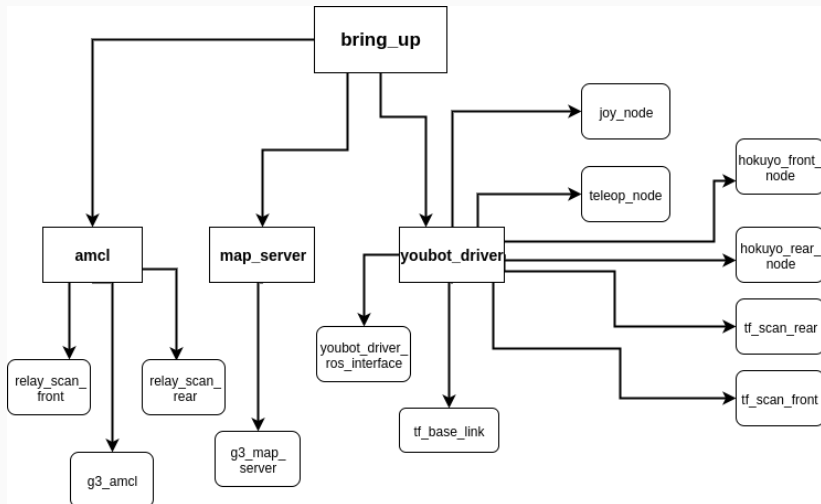 bring_up
joy_node
hokuyo_front_
node
teleop_node
amcl
map_server
youbot_driver
hokuyo_rear_
node
youbot_driver_
ros_interface
tf_scan_rear
relay_scan_
front
relay_scan_
rear
tf_scan_front
tf_base_link
g3_map_
server
g3_amcl